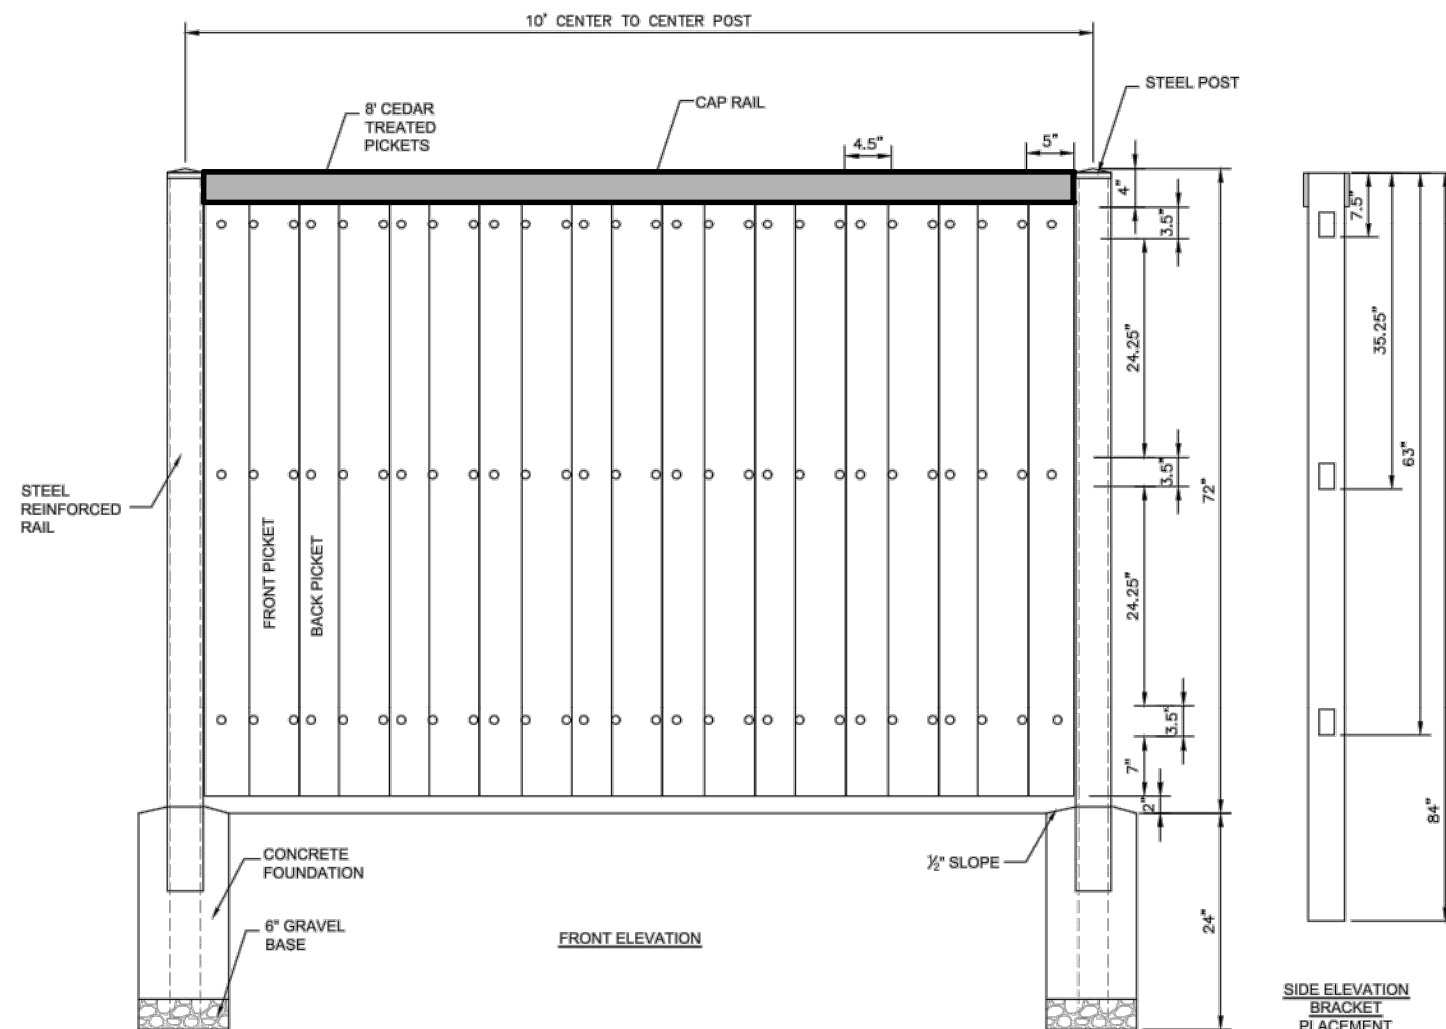 10' CENTER TO CENTER POST
STEEL POST
8' CEDAR
TREATED
PICKETS
CAP RAIL
4.5"
5"
4"
3.5"
7.5"
24.25"
35.25"
3.5"
63"
72"
STEEL
REINFORCED
RAIL
FRONT PICKET
BACK PICKET
24.25"
3.5"
7"
2"
84"
CONCRETE
FOUNDATION
½" SLOPE
6" GRAVEL
BASE
24"
FRONT ELEVATION
SIDE ELEVATION
BRACKET
PLACEMENT